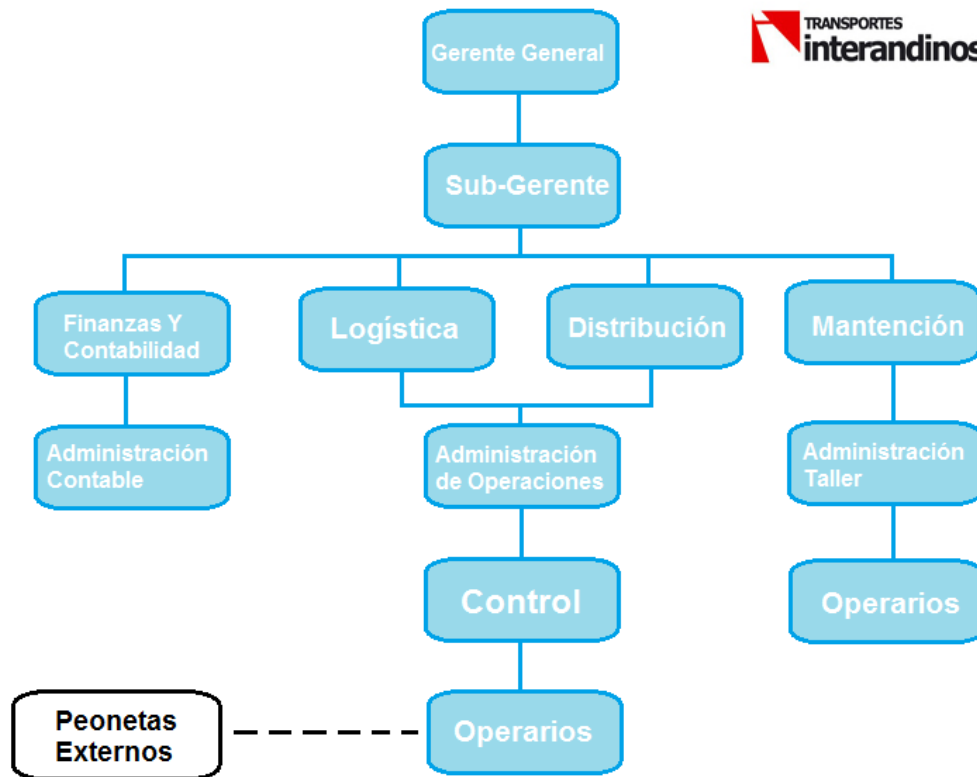 TRANSPORTES
interandinos
Gerente General
Sub-Gerente
Finanzas Y
Contabilidad
Logística
Distribución
Mantención
Administración
Contable
Administración
de Operaciones
Administración
Taller
Control
Operarios
Peonetas
Externos
Operarios